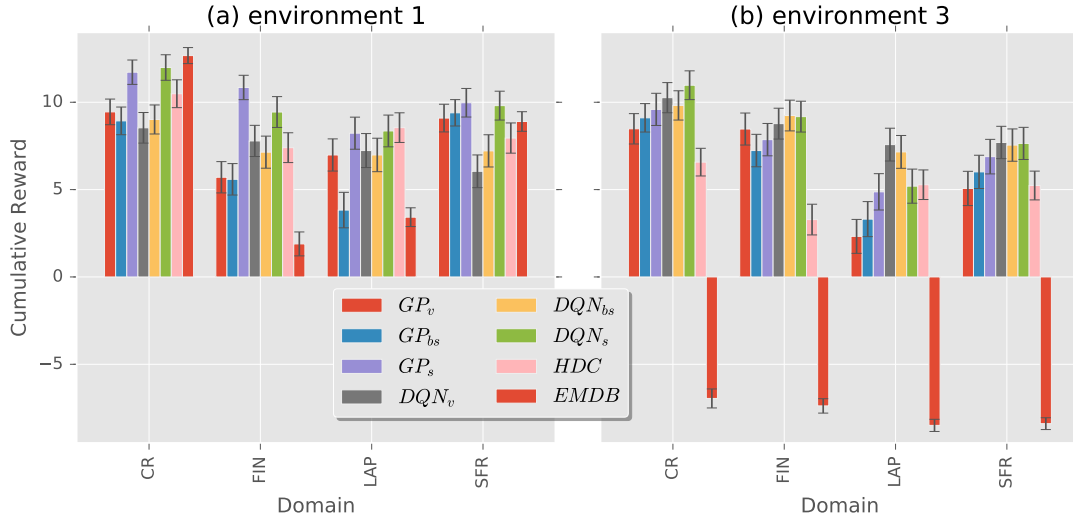 (a) environment 1
(b) environment 3
Cumulative Reward
10
5
0
−5
GP_v
GP_bs
GP_s
DQN_v
DQN_bs
DQN_s
HDC
EMDB
CR
FIN
LAP
SFR
Domain
CR
FIN
LAP
SFR
Domain